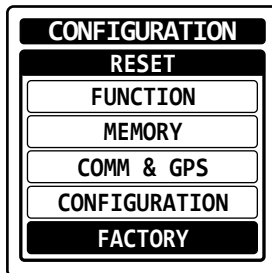 CONFIGURATION
RESET
FUNCTION
MEMORY
COMM & GPS
CONFIGURATION
FACTORY